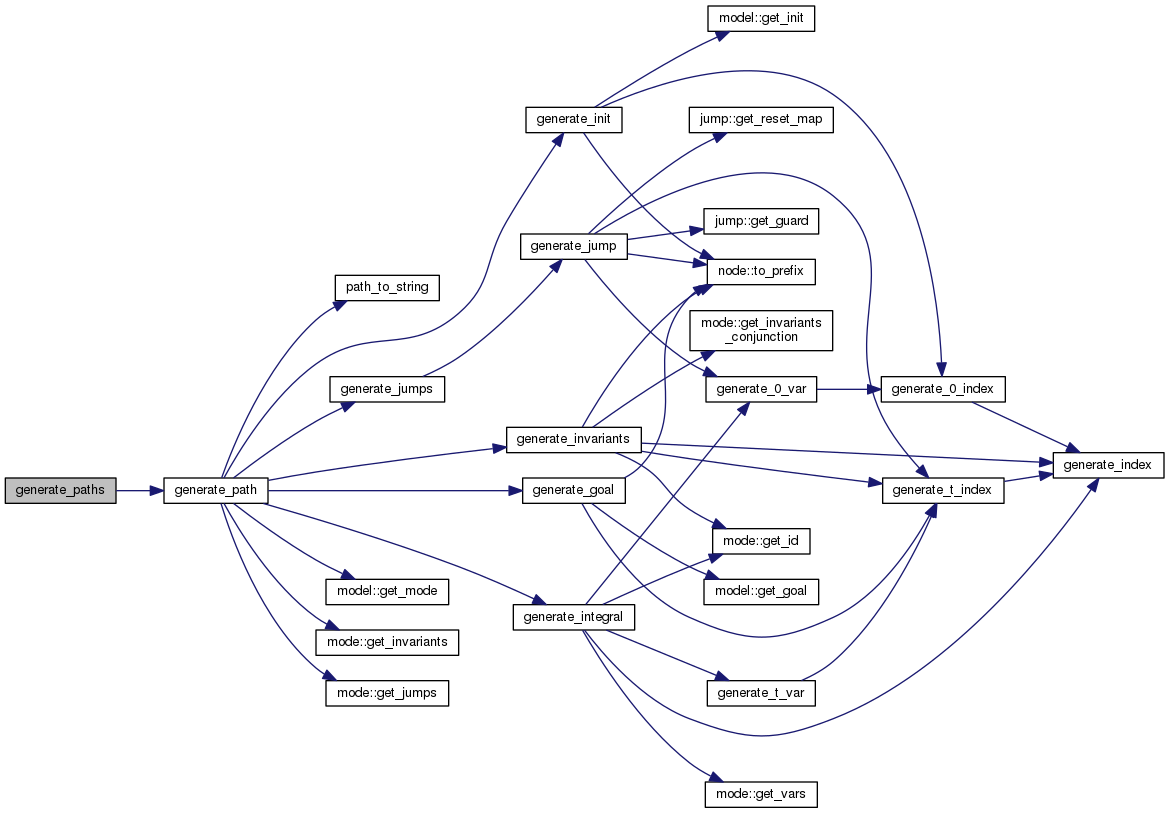 model::get_init
generate_init
jump::get_reset_map
jump::get_guard
generate_jump
node::to_prefix
path_to_string
mode::get_invariants
_conjunction
generate_jumps
generate_0_var
generate_0_index
generate_invariants
generate_index
generate_paths
generate_path
generate_goal
generate_t_index
mode::get_id
model::get_mode
model::get_goal
generate_integral
mode::get_invariants
mode::get_jumps
generate_t_var
mode::get_vars